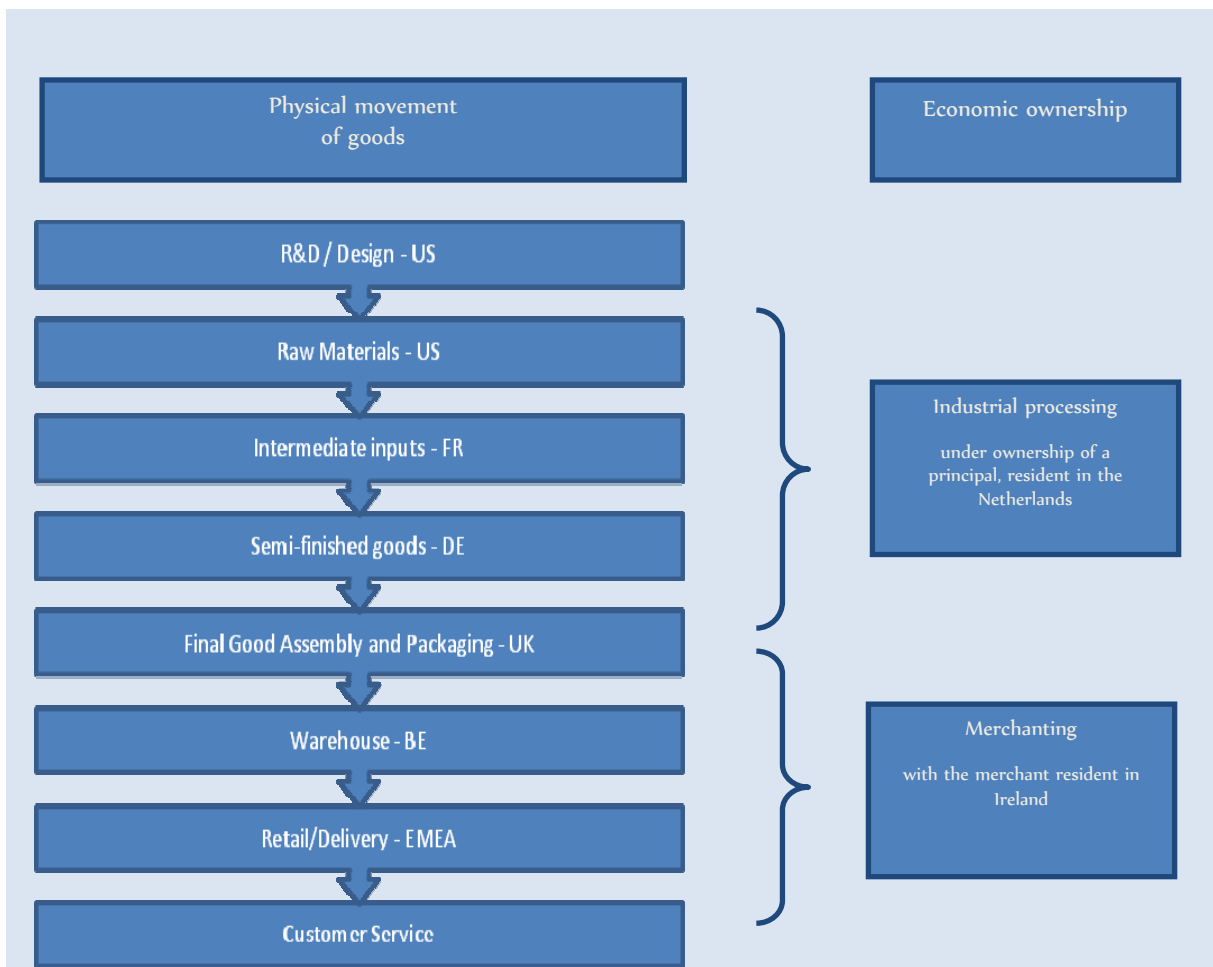 Physical movement
of goods
Economic ownership
R&D / Design - US
Raw Materials - US
Intermediate inputs - FR
Semi-finished goods - DE
Final Good Assembly and Packaging - UK
Warehouse - BE
Retail/Delivery - EMEA
Customer Service
Industrial processing
under ownership of a
principal, resident in the
Netherlands
Merchanting
with the merchant resident in
Ireland